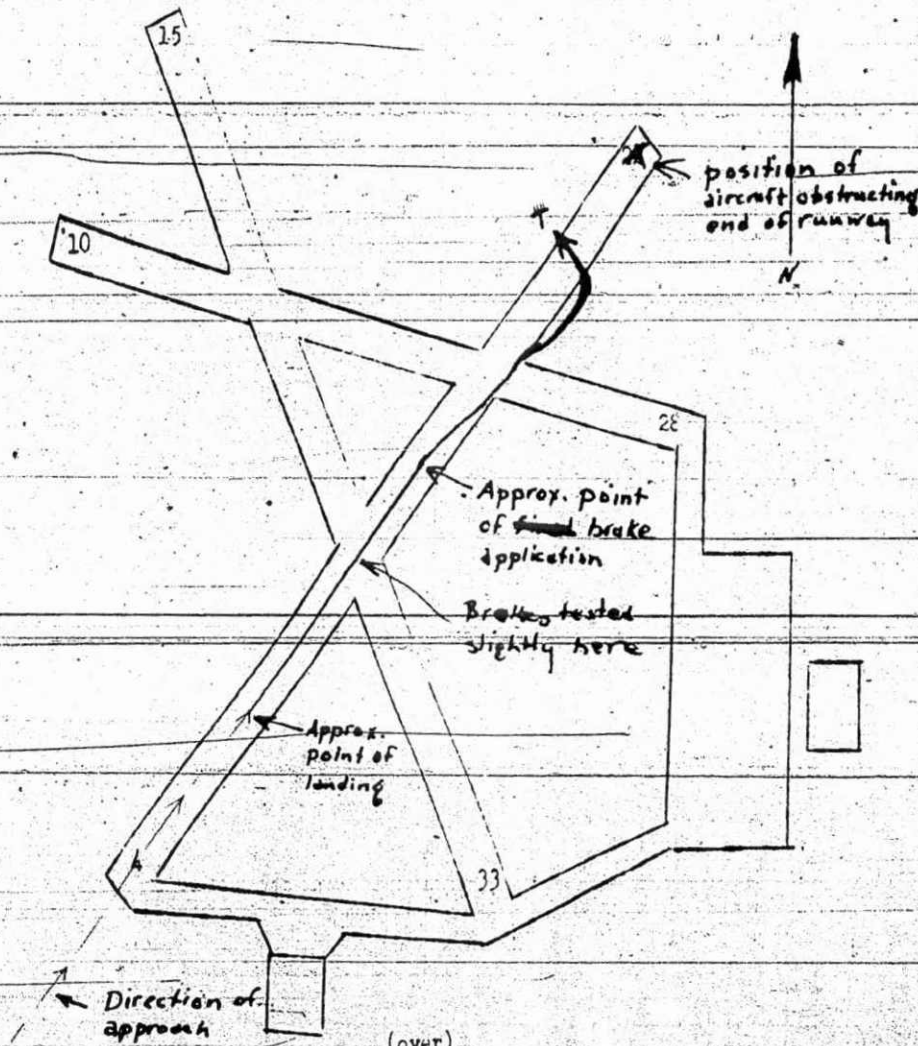 15
position of
aircraft obstructing
end of runway
N
10
28
Approx. point
of brake
application
Brakes tested
slightly here
Approx.
point of
landing
33
Direction of
approach
(over)